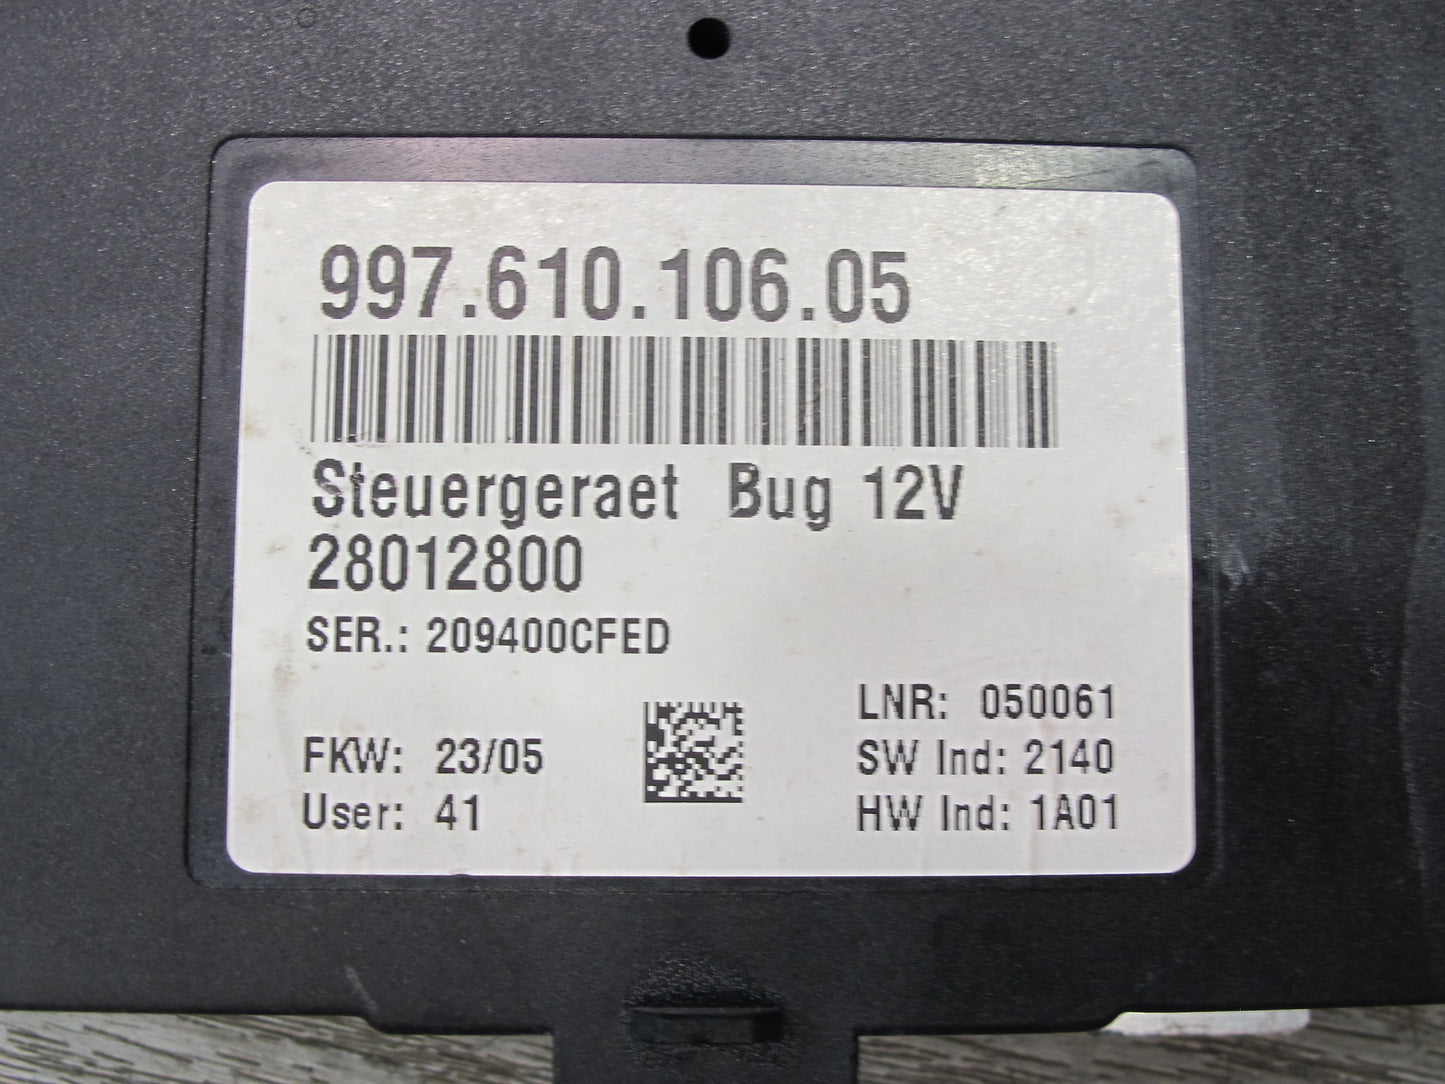 997.610.106.05
Steuergeraet Bug 12V
28012800
SER.: 209400CFED
LNR: 050061
FKW: 23/05
SW Ind: 2140
User: 41
HW Ind: 1A01